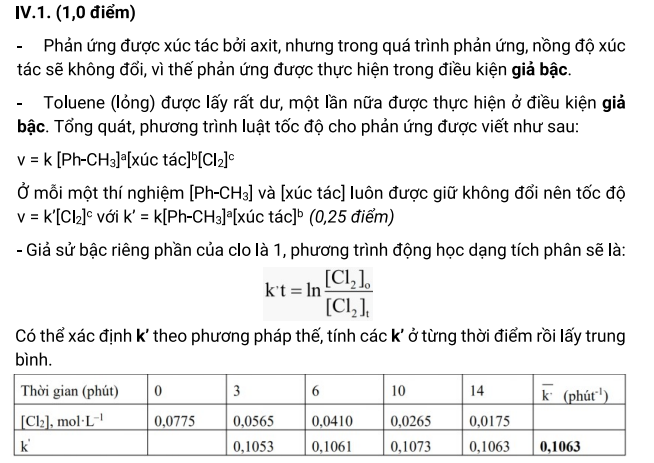 IV.1. (1,0 điểm)
- Phản ứng được xúc tác bởi axit, nhưng trong quá trình phản ứng, nồng độ xúc
tác sẽ không đổi, vì thế phản ứng được thực hiện trong điều kiện giả bậc.
- Toluene (lỏng) được lấy rất dư, một lần nữa được thực hiện ở điều kiện giả
bậc. Tổng quát, phương trình luật tốc độ cho phản ứng được viết như sau:
v = k [Ph-CH₃]ᵃ[xúc tác]ᵇ[Cl₂]ᶜ
Ở mỗi một thí nghiệm [Ph-CH₃] và [xúc tác] luôn được giữ không đổi nên tốc độ
v = k'[Cl₂]ᶜ với k' = k[Ph-CH₃]ᵃ[xúc tác]ᵇ (0,25 điểm)
- Giả sử bậc riêng phần của clo là 1, phương trình động học dạng tích phân sẽ là:
k't = ln [Cl₂]₀ / [Cl₂]ₜ
Có thể xác định k' theo phương pháp thế, tính các k' ở từng thời điểm rồi lấy trung
bình.
Thời gian (phút) 0 3 6 10 14 k̅' (phút⁻¹)
[Cl₂], mol·L⁻¹ 0,0775 0,0565 0,0410 0,0265 0,0175
k' 0,1053 0,1061 0,1073 0,1063 0,1063